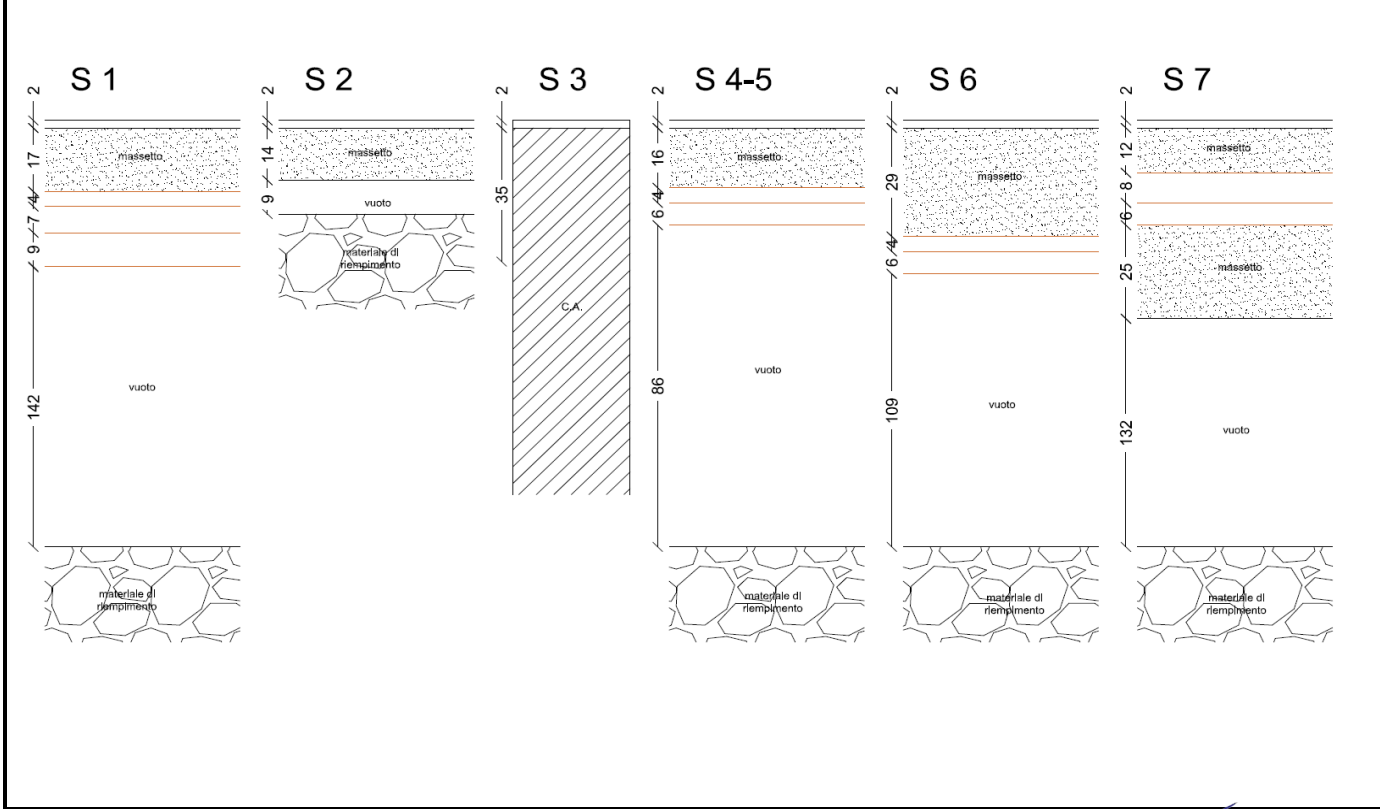 S 1
2
17
4
7
9
142
massetto
vuoto
materiale di
riempimento
S 2
2
14
9
massetto
vuoto
materiale di
riempimento
S 3
2
35
C.A.
S 4-5
2
16
4
6
86
massetto
vuoto
materiale di
riempimento
S 6
2
29
4
6
109
massetto
vuoto
materiale di
riempimento
S 7
2
12
8
6
25
132
massetto
massetto
vuoto
materiale di
riempimento